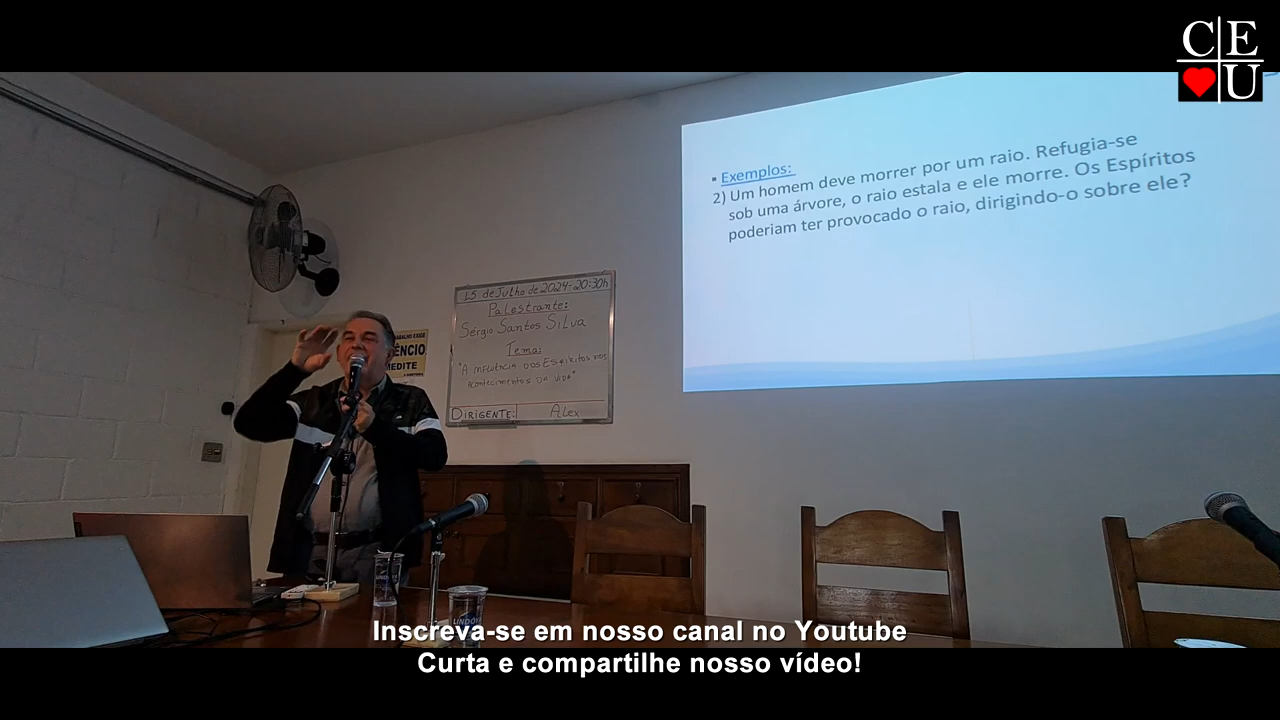 C E
U
Exemplos:
2) Um homem deve morrer por um raio. Refugia-se
sob uma árvore, o raio estala e ele morre. Os Espíritos
poderiam ter provocado o raio, dirigindo-o sobre ele?
15 de Julho de 2024-20:30h
Palestrante:
Sérgio Santos Silva
Tema:
"A influência dos Espíritos nos
acontecimentos da vida"
DIRIGENTE: Alex
ÊNCIO
MEDITE
LINDOYA
Inscreva-se em nosso canal no Youtube
Curta e compartilhe nosso vídeo!